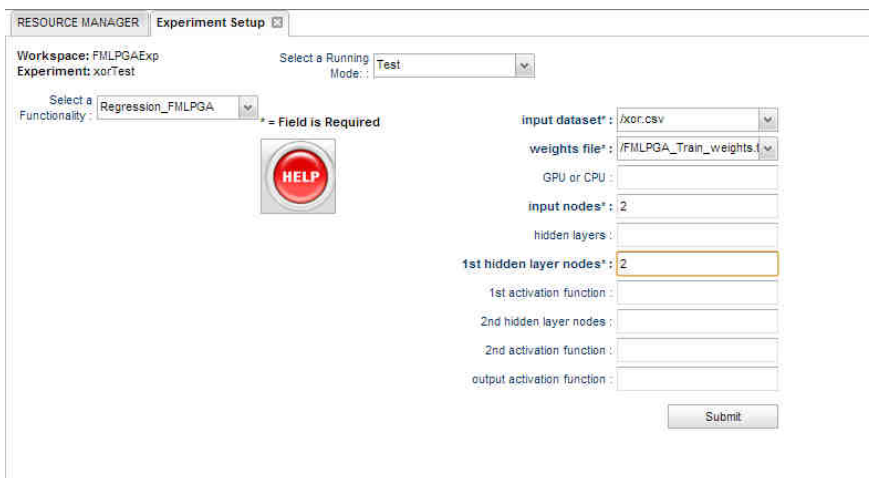 RESOURCE MANAGER
Experiment Setup
Workspace: FMLPGAExp
Experiment: xorTest
Select a Running
Mode: :
Test
Select a
Functionality :
Regression_FMLPGA
* = Field is Required
HELP
input dataset* : /xor.csv
weights file* : /FMLPGA_Train_weights.t
GPU or CPU :
input nodes* : 2
hidden layers :
1st hidden layer nodes* : 2
1st activation function :
2nd hidden layer nodes :
2nd activation function :
output activation function :
Submit